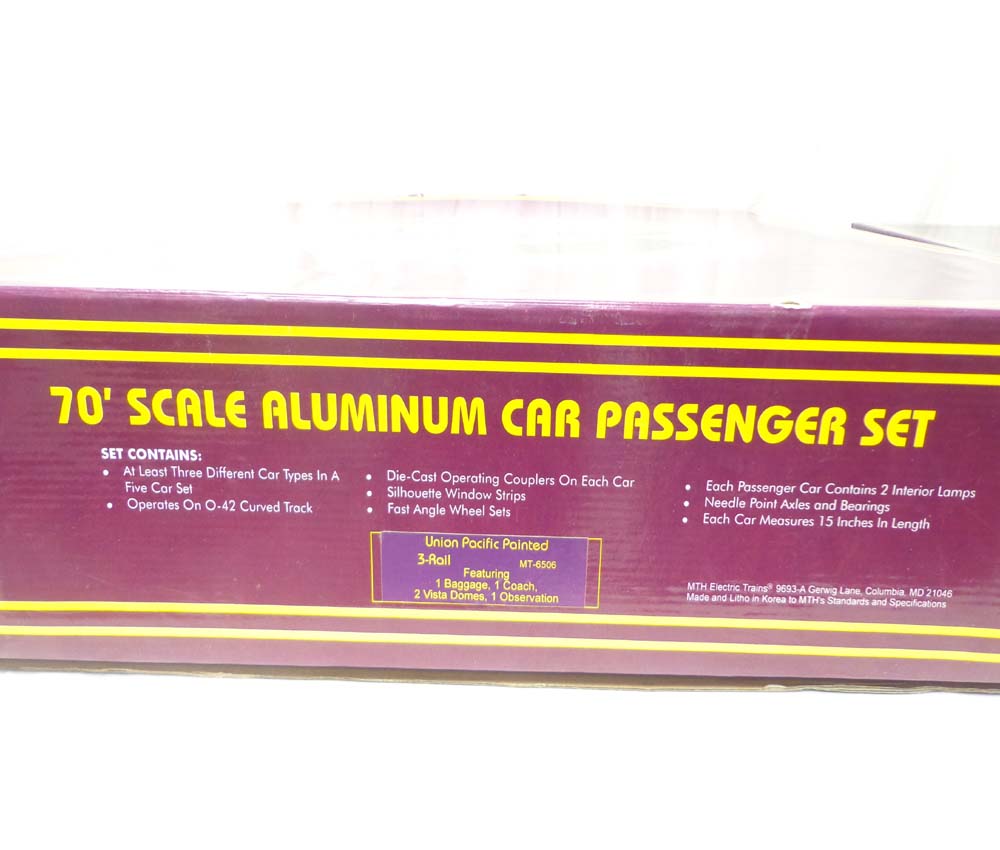 70' SCALE ALUMINUM CAR PASSENGER SET
SET CONTAINS:
• At Least Three Different Car Types In A
Five Car Set
• Operates On O-42 Curved Track
• Die-Cast Operating Couplers On Each Car
• Silhouette Window Strips
• Fast Angle Wheel Sets
• Each Passenger Car Contains 2 Interior Lamps
• Needle Point Axles and Bearings
• Each Car Measures 15 Inches In Length
Union Pacific Painted
3-Rail MT-6506
Featuring
1 Baggage, 1 Coach,
2 Vista Domes, 1 Observation
MTH Electric Trains® 9693-A Gerwig Lane, Columbia, MD 21046
Made and Litho in Korea to MTH's Standards and Specifications